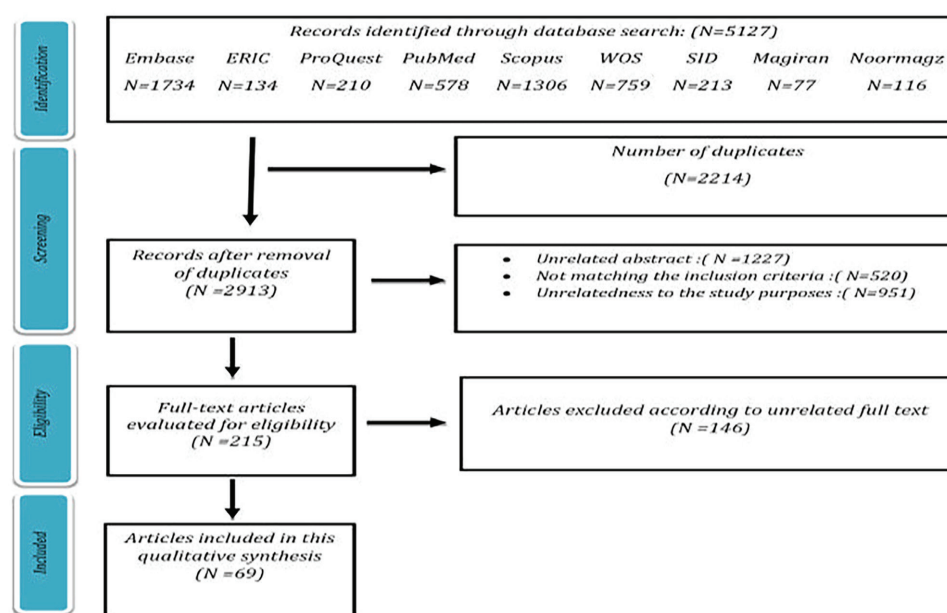 Identification
Records identified through database search: (N=5127)
Embase ERIC ProQuest PubMed Scopus WOS SID Magiran Noormagz
N=1734 N=134 N=210 N=578 N=1306 N=759 N=213 N=77 N=116
Screening
Number of duplicates
(N=2214)
Records after removal
of duplicates
(N =2913)
• Unrelated abstract :( N =1227)
• Not matching the inclusion criteria :( N=520)
• Unrelatedness to the study purposes :( N=951)
Eligibility
Full-text articles
evaluated for eligibility
(N =215)
Articles excluded according to unrelated full text
(N =146)
Included
Articles included in this
qualitative synthesis
(N =69)